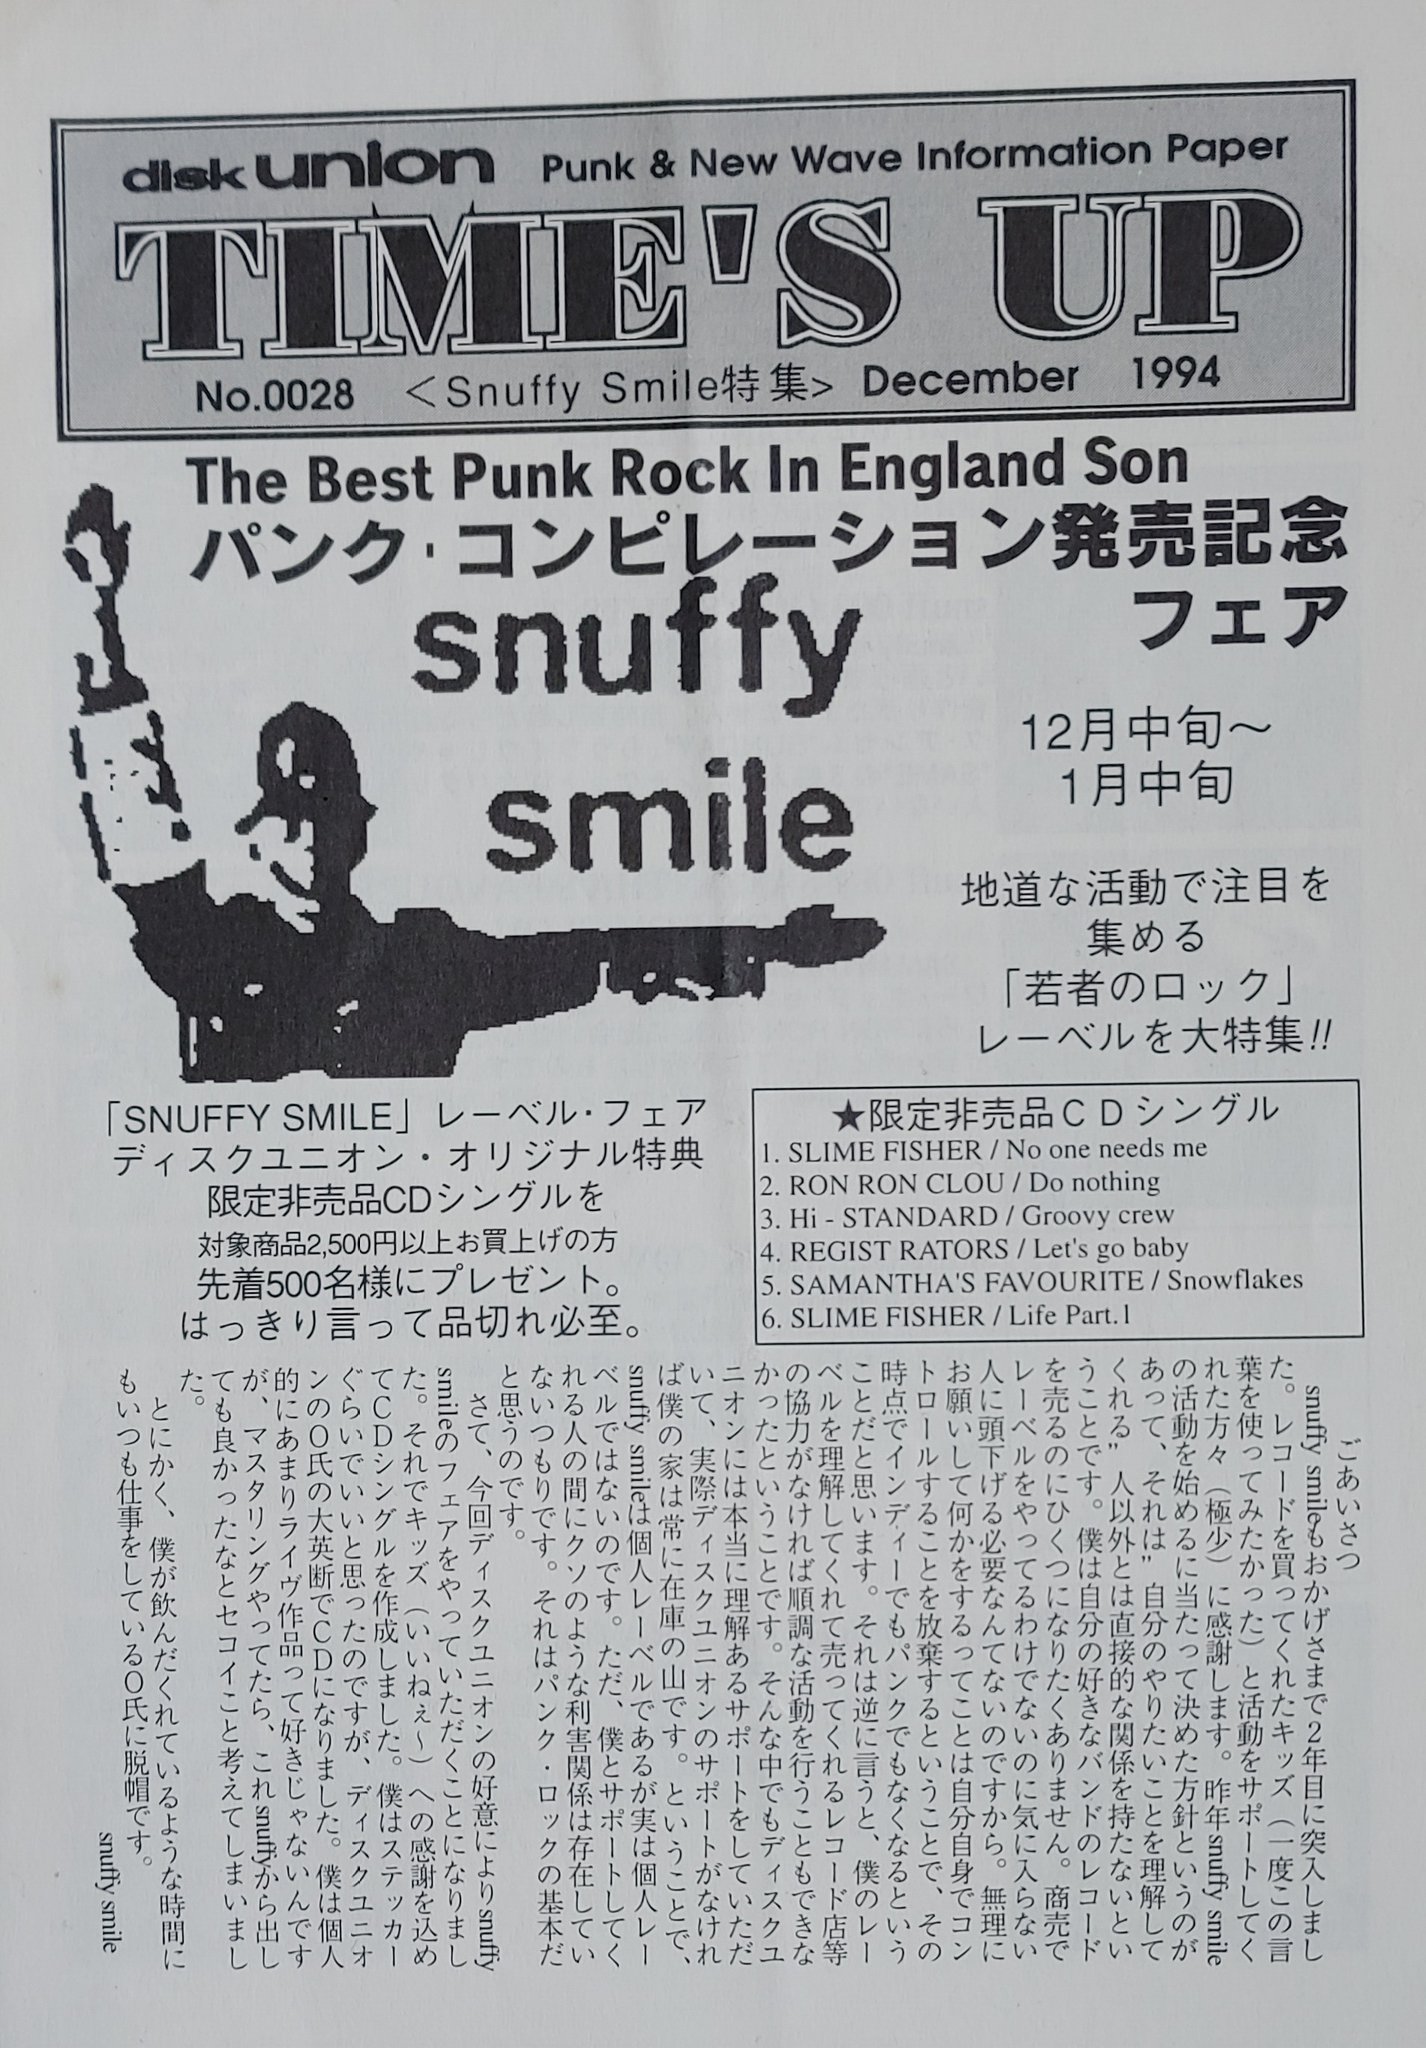 disk union Punk & New Wave Information Paper
TIME'S UP
No.0028 <Snuffy Smile特集> December 1994
The Best Punk Rock In England Son
パンク・コンピレーション発売記念
フェア
snuffy
smile
12月中旬〜
1月中旬
地道な活動で注目を
集める
「若者のロック」
レーベルを大特集!!
「SNUFFY SMILE」レーベル・フェア
ディスクユニオン・オリジナル特典
限定非売品CDシングルを
対象商品2,500円以上お買上げの方
先着500名様にプレゼント。
はっきり言って品切れ必至。
★限定非売品ＣＤシングル
1. SLIME FISHER / No one needs me
2. RON RON CLOU / Do nothing
3. Hi - STANDARD / Groovy crew
4. REGIST RATORS / Let's go baby
5. SAMANTHA'S FAVOURITE / Snowflakes
6. SLIME FISHER / Life Part.1
ごあいさつ
snuffy smileもおかげさまで２年目に突入しまし
た。レコードを買ってくれたキッズ（一度この言
葉を使ってみたかった）と活動をサポートしてく
れた方々（極少）に感謝します。昨年snuffy smile
の活動を始めるに当たって決めた方針というのが
あって、それは”自分のやりたいことを理解して
くれる”人以外とは直接的な関係を持たないとい
うことです。僕は自分の好きなバンドのレコード
を売るのにひくつになりたくありません。商売で
レーベルをやってるわけでないのに気に入らない
人に頭下げる必要なんてないのですから。無理に
お願いして何かをするってことは自分自身でコン
トロールすることを放棄するということで、その
時点でインディーでもパンクでもなくなるという
ことだと思います。それは逆に言うと、僕のレー
ベルを理解してくれて売ってくれるレコード店等
の協力がなければ順調な活動を行うこともできな
かったということです。そんな中でもディスクユ
ニオンには本当に理解あるサポートをしていただ
いて、実際ディスクユニオンのサポートがなけれ
ば僕の家は常に在庫の山です。ということで、
snuffy smileは個人レーベルであるが実は個人レー
ベルではないのです。ただ、僕とサポートしてく
れる人の間にクソのような利害関係は存在してい
ないつもりです。それはパンク・ロックの基本だ
と思うのです。
さて、今回ディスクユニオンの好意によりsnuffy
smileのフェアをやっていただくことになりまし
た。それでキッズ（いいねぇ〜）への感謝を込め
てＣＤシングルを作成しました。僕はステッカー
ぐらいでいいと思ったのですが、ディスクユニオ
ンのＯ氏の大英断でＣＤになりました。僕は個人
的にあまりライヴ作品って好きじゃないんです
が、マスタリングやってたら、これsnuffyから出し
ても良かったなとセコイこと考えてしまいまし
た。
とにかく、僕が飲んだくれているような時間に
もいつも仕事をしているＯ氏に脱帽です。
snuffy smile